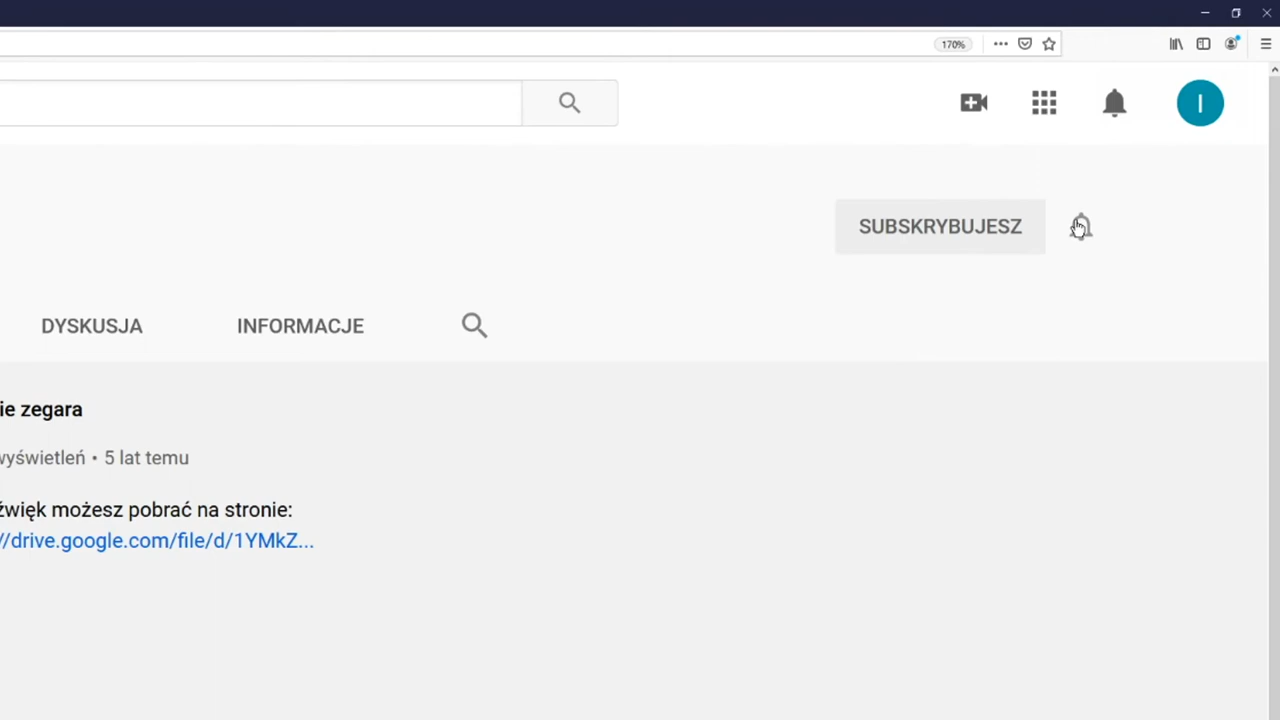 170%
I
SUBSKRYBUJESZ
DYSKUSJA INFORMACJE
ie zegara
wyświetleń • 5 lat temu
źwięk możesz pobrać na stronie:
//drive.google.com/file/d/1YMkZ...